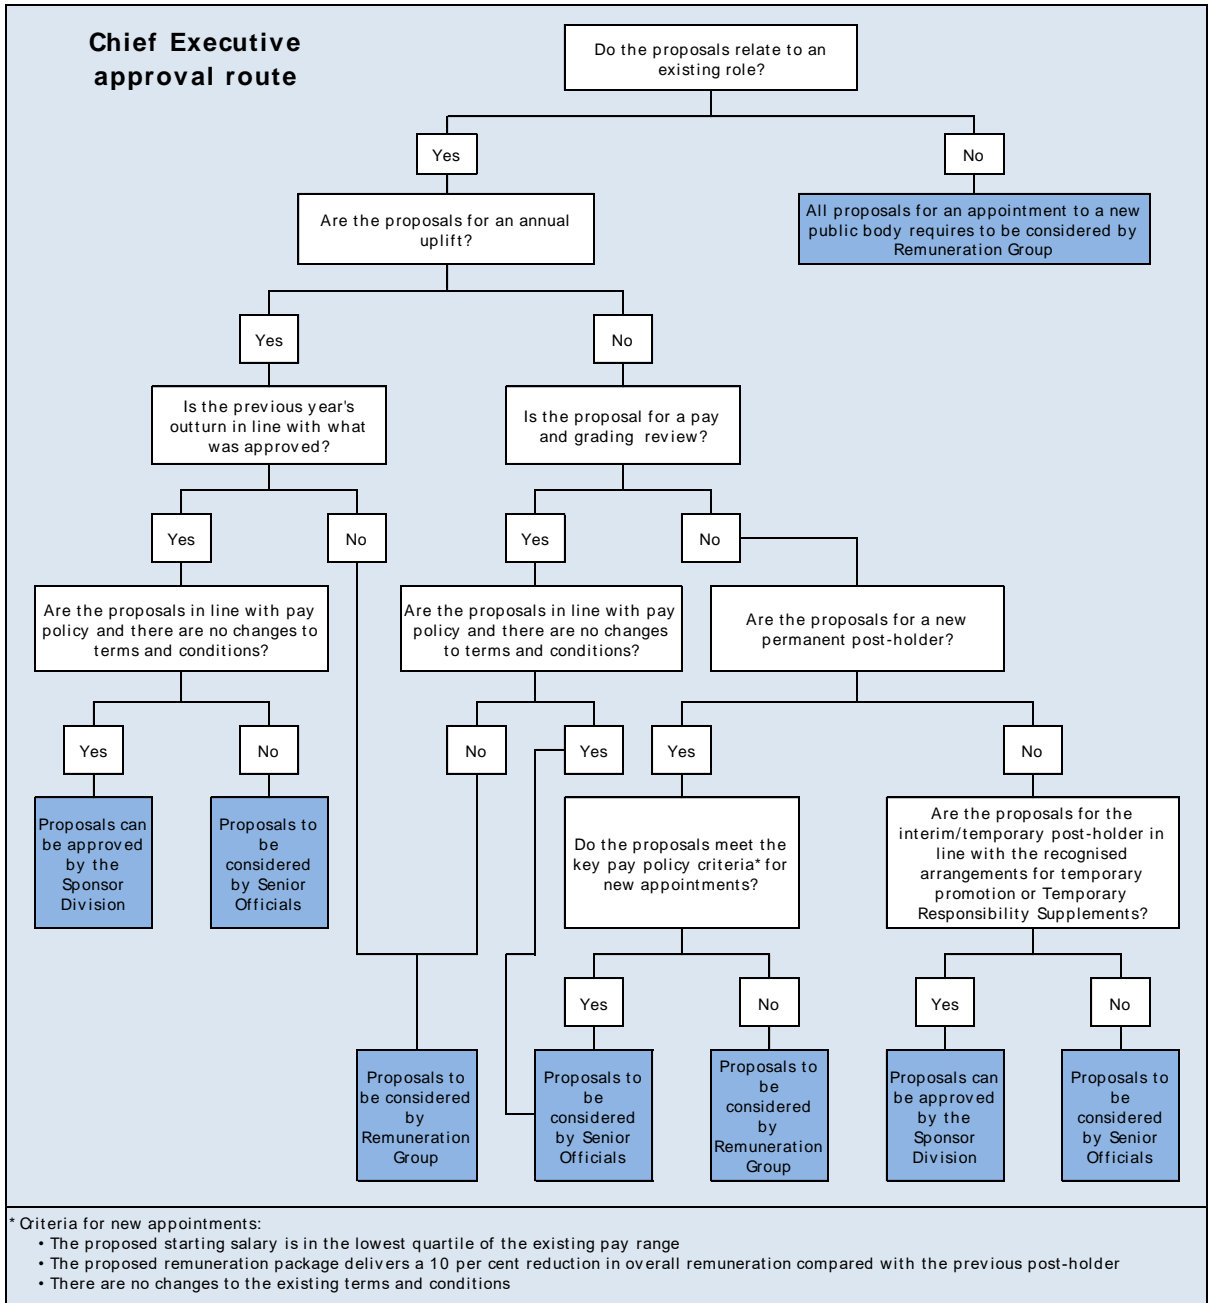 Chief Executive
approval route
Do the proposals relate to an
existing role?
Yes
No
Are the proposals for an annual
uplift?
All proposals for an appointment to a new
public body requires to be considered by
Remuneration Group
Yes
No
Is the previous year's
outturn in line with what
was approved?
Is the proposal for a pay
and grading review?
Yes
No
Yes
No
Are the proposals in line with pay
policy and there are no changes to
terms and conditions?
Are the proposals in line with pay
policy and there are no changes
to terms and conditions?
Are the proposals for a new
permanent post-holder?
Yes
No
No
Yes
Yes
No
Proposals can
be approved
by the
Sponsor
Division
Proposals to
be
considered
by Senior
Officials
Do the proposals meet the
key pay policy criteria* for
new appointments?
Are the proposals for the
interim/temporary post-holder in
line with the recognised
arrangements for temporary
promotion or Temporary
Responsibility Supplements?
Yes
No
Yes
No
Proposals to
be considered
by
Remuneration
Group
Proposals to
be
considered
by Senior
Officials
Proposals to
be
considered
by
Remuneration
Group
Proposals can
be approved
by the
Sponsor
Division
Proposals to
be
considered
by Senior
Officials
* Criteria for new appointments:
• The proposed starting salary is in the lowest quartile of the existing pay range
• The proposed remuneration package delivers a 10 per cent reduction in overall remuneration compared with the previous post-holder
• There are no changes to the existing terms and conditions